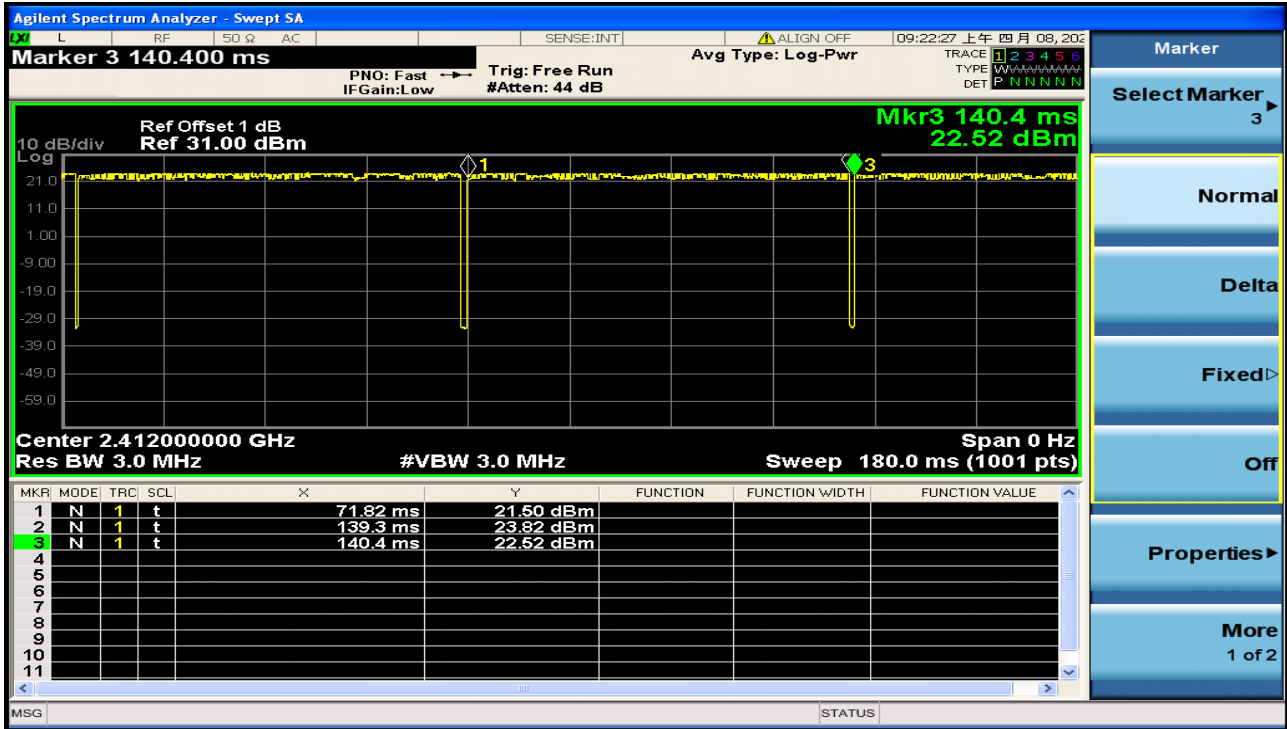 Agilent Spectrum Analyzer - Swept SA
LXI L RF 50 Ω AC SENSE:INT ALIGN OFF 09:22:27 上午 四月 08, 202
Marker 3 140.400 ms
PNO: Fast
IFGain:Low
Trig: Free Run
#Atten: 44 dB
Avg Type: Log-Pwr
TRACE 1 2 3 4 5 6
TYPE
DET P N N N N N
Mkr3 140.4 ms
22.52 dBm
Ref Offset 1 dB
10 dB/div Ref 31.00 dBm
Log
1
3
21.0
11.0
1.00
-9.00
-19.0
-29.0
-39.0
-49.0
-59.0
Center 2.412000000 GHz Span 0 Hz
Res BW 3.0 MHz #VBW 3.0 MHz Sweep 180.0 ms (1001 pts)
MKR MODE TRC SCL X Y FUNCTION FUNCTION WIDTH FUNCTION VALUE
1 N 1 t 71.82 ms 21.50 dBm
2 N 1 t 139.3 ms 23.82 dBm
3 N 1 t 140.4 ms 22.52 dBm
4
5
6
7
8
9
10
11
MSG STATUS
Marker
Select Marker
3
Normal
Delta
Fixed
Off
Properties
More
1 of 2